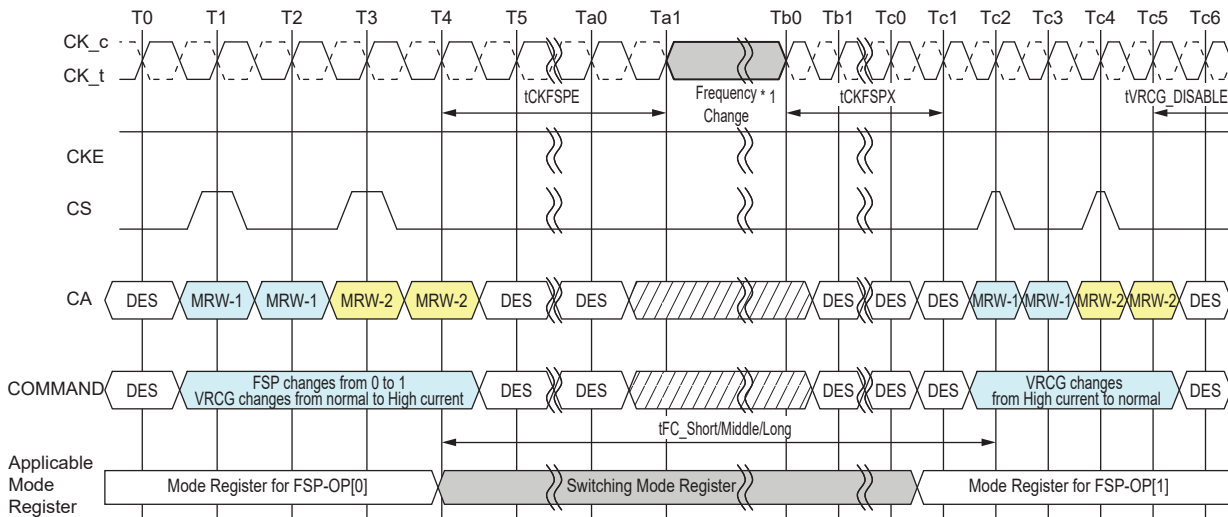 T0 T1 T2 T3 T4 T5 Ta0 Ta1 Tb0 Tb1 Tc0 Tc1 Tc2 Tc3 Tc4 Tc5 Tc6
CK_c
CK_t
tCKFSPE
Frequency * 1
Change
tCKFSPX
tVRCG_DISABLE
CKE
CS
CA
DES MRW-1 MRW-1 MRW-2 MRW-2 DES DES DES DES DES MRW-1 MRW-1 MRW-2 MRW-2 DES
COMMAND
DES
FSP changes from 0 to 1
VRCG changes from normal to High current
DES DES DES DES DES
VRCG changes
from High current to normal
DES
tFC_Short/Middle/Long
Applicable
Mode
Register
Mode Register for FSP-OP[0]
Switching Mode Register
Mode Register for FSP-OP[1]